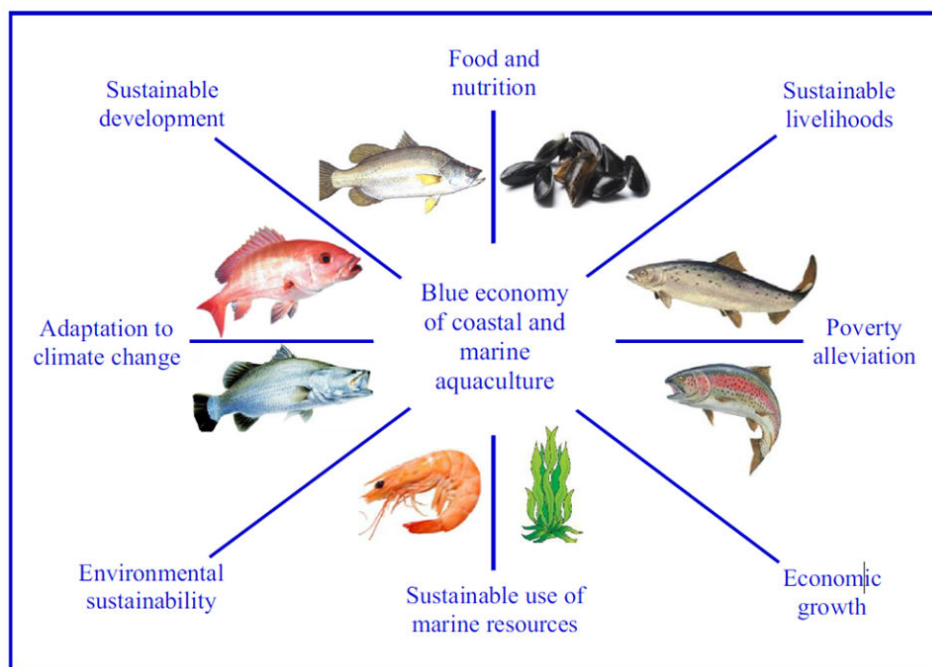 Food and
nutrition
Sustainable
development
Sustainable
livelihoods
Blue economy
of coastal and
marine
aquaculture
Adaptation to
climate change
Poverty
alleviation
Environmental
sustainability
Sustainable use of
marine resources
Economic
growth